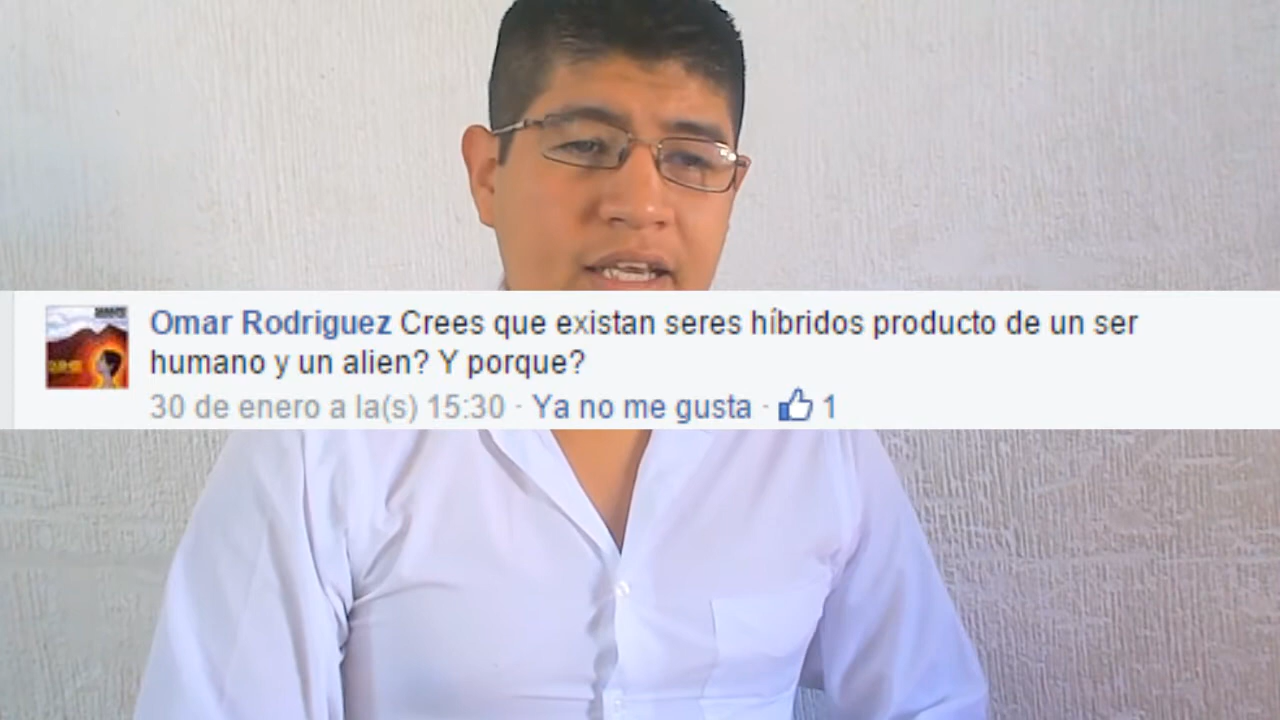 Omar Rodriguez Crees que existan seres híbridos producto de un ser
humano y un alien? Y porque?
30 de enero a la(s) 15:30 · Ya no me gusta · 1